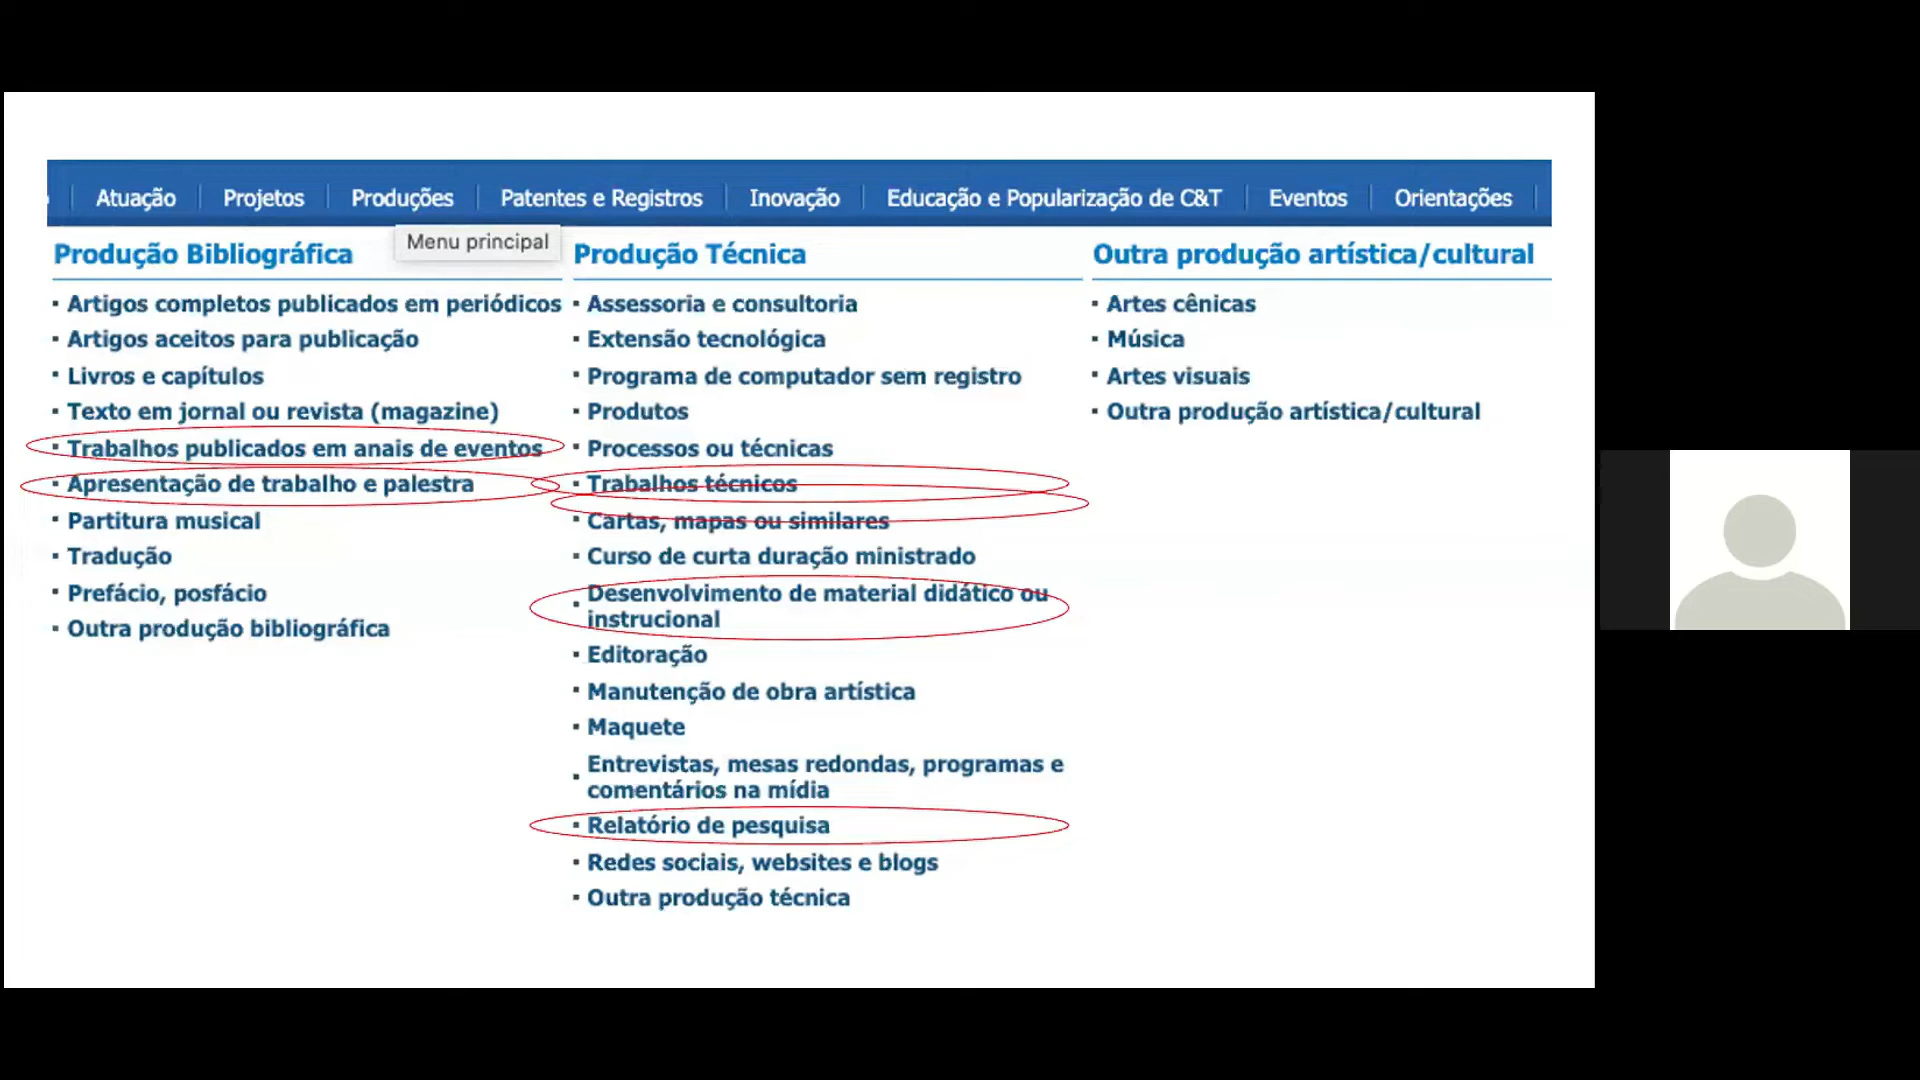 Atuação
Projetos
Produções
Patentes e Registros
Inovação
Educação e Popularização de C&T
Eventos
Orientações
Menu principal
Produção Bibliográfica
Artigos completos publicados em periódicos
Artigos aceitos para publicação
Livros e capítulos
Texto em jornal ou revista (magazine)
Trabalhos publicados em anais de eventos
Apresentação de trabalho e palestra
Partitura musical
Tradução
Prefácio, posfácio
Outra produção bibliográfica
Produção Técnica
Assessoria e consultoria
Extensão tecnológica
Programa de computador sem registro
Produtos
Processos ou técnicas
Trabalhos técnicos
Cartas, mapas ou similares
Curso de curta duração ministrado
Desenvolvimento de material didático ou
instrucional
Editoração
Manutenção de obra artística
Maquete
Entrevistas, mesas redondas, programas e
comentários na mídia
Relatório de pesquisa
Redes sociais, websites e blogs
Outra produção técnica
Outra produção artística/cultural
Artes cênicas
Música
Artes visuais
Outra produção artística/cultural